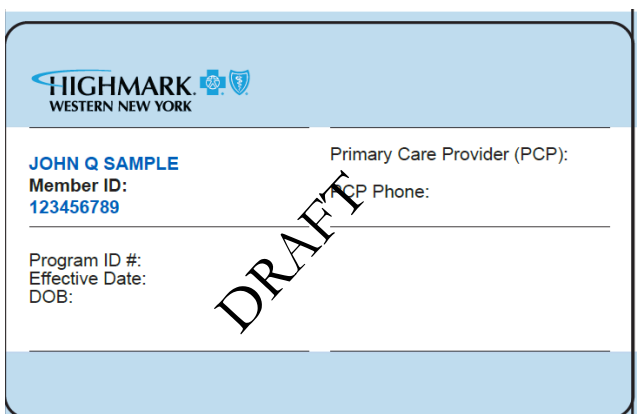 HIGHMARK.
WESTERN NEW YORK
JOHN Q SAMPLE
Member ID:
123456789
Primary Care Provider (PCP):
PCP Phone:
Program ID #:
Effective Date:
DOB:
DRAFT